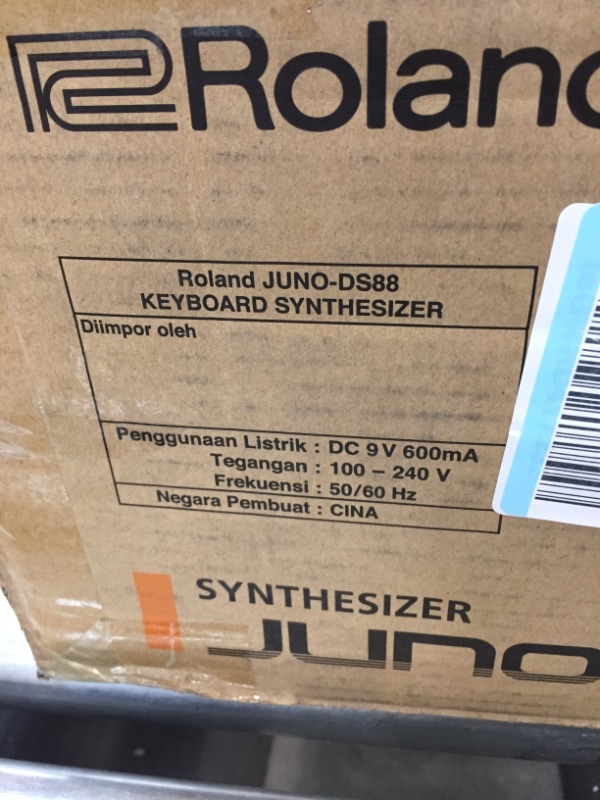 Roland
Roland JUNO-DS88
KEYBOARD SYNTHESIZER
Diimpor oleh
Penggunaan Listrik : DC 9V 600mA
Tegangan : 100 – 240 V
Frekuensi : 50/60 Hz
Negara Pembuat : CINA
SYNTHESIZER
JUNO